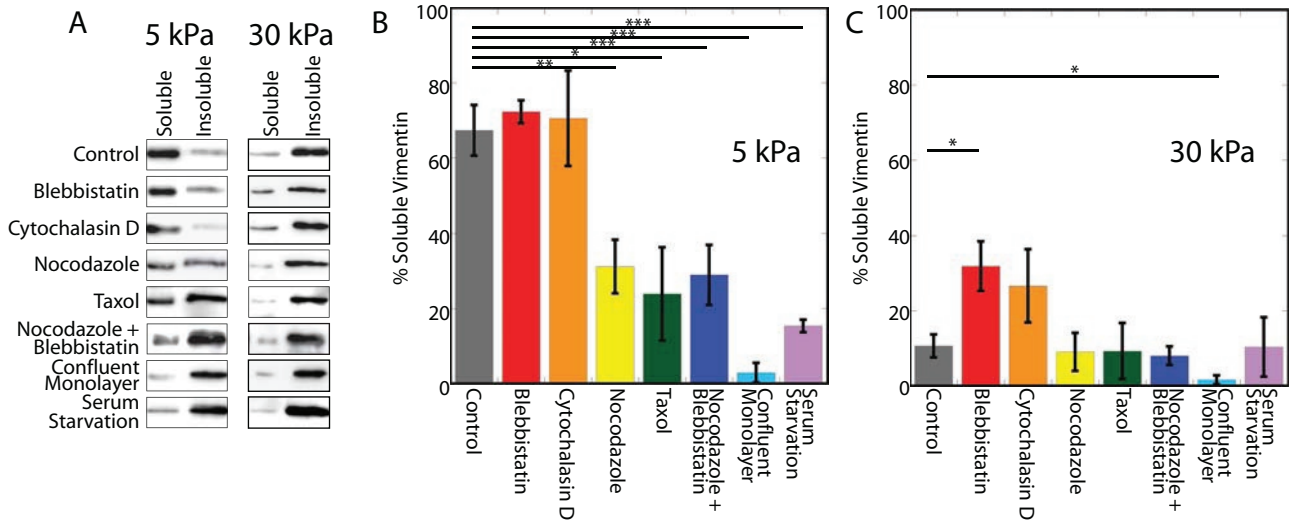 A
5 kPa
30 kPa
Soluble
Insoluble
Soluble
Insoluble
Control
Blebbistatin
Cytochalasin D
Nocodazole
Taxol
Nocodazole +
Blebbistatin
Confluent
Monolayer
Serum
Starvation
B
% Soluble Vimentin
100
80
60
40
20
0
***
***
***
*
**
5 kPa
Control
Blebbistatin
Cytochalasin D
Nocodazole
Taxol
Nocodazole +
Blebbistatin
Confluent
Monolayer
Serum
Starvation
C
% Soluble Vimentin
100
80
60
40
20
0
*
*
30 kPa
Control
Blebbistatin
Cytochalasin D
Nocodazole
Taxol
Nocodazole +
Blebbistatin
Confluent
Monolayer
Serum
Starvation